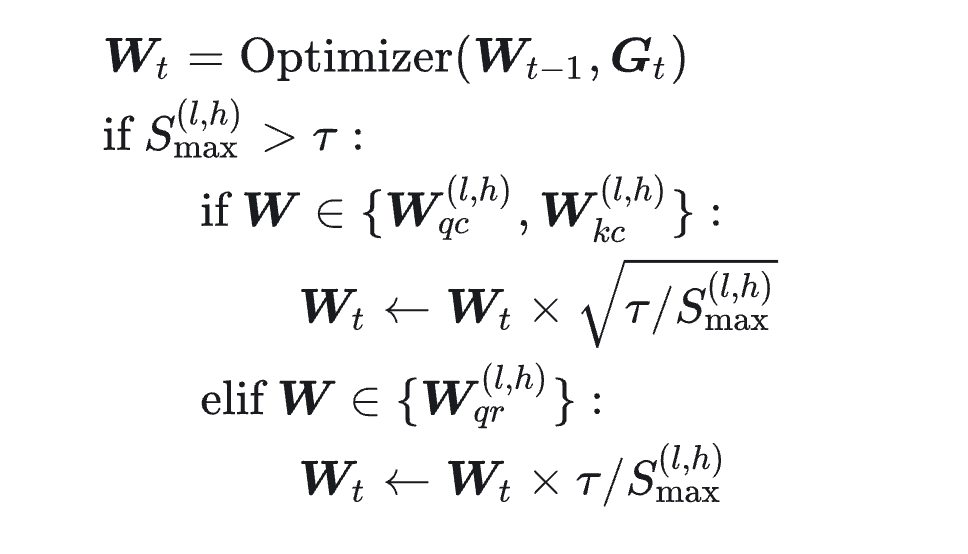 W_t = Optimizer(W_{t−1}, G_t)
if S_max^{(l,h)} > τ :
if W ∈ {W_{qc}^{(l,h)}, W_{kc}^{(l,h)}} :
W_t ← W_t × √(τ/S_max^{(l,h)})
elif W ∈ {W_{qr}^{(l,h)}} :
W_t ← W_t × τ/S_max^{(l,h)}